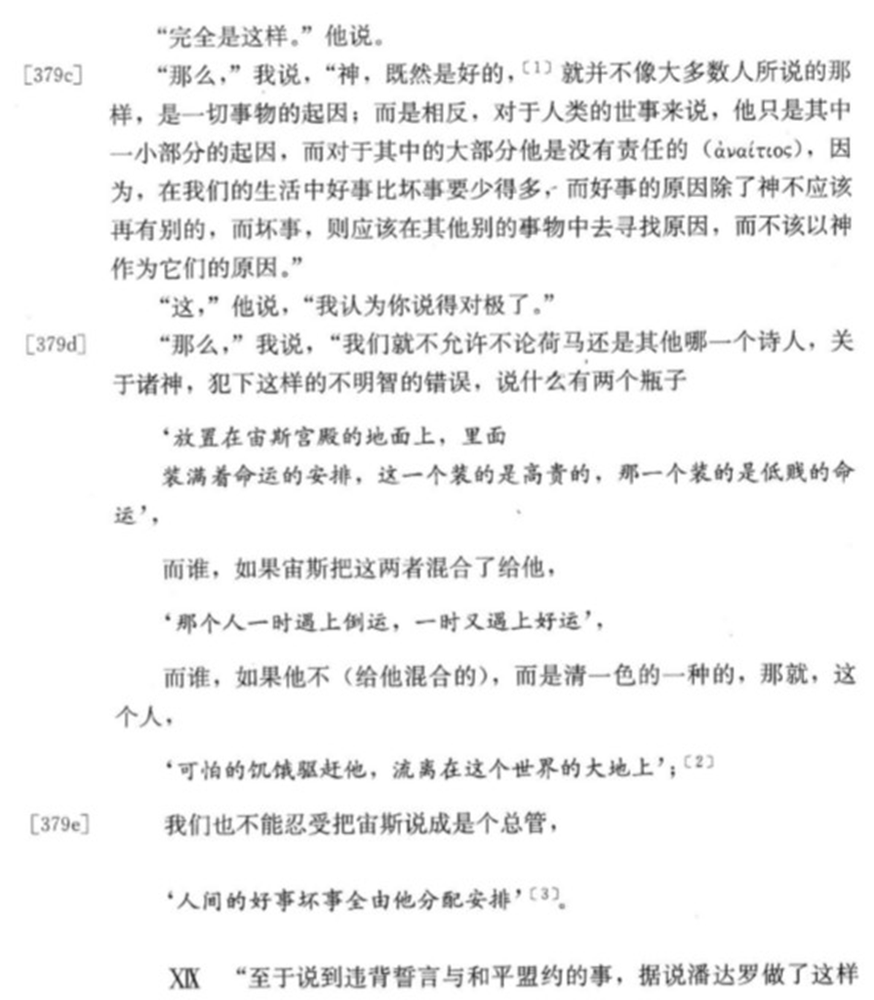 “完全是这样。”他说。
[379c] “那么，”我说，“神，既然是好的，〔1〕就并不像大多数人所说的那
样，是一切事物的起因；而是相反，对于人类的世事来说，他只是其中
一小部分的起因，而对于其中的大部分他是没有责任的（ἀναίτιος），因
为，在我们的生活中好事比坏事要少得多，而好事的原因除了神不应该
再有别的，而坏事，则应该在其他别的事物中去寻找原因，而不该以神
作为它们的原因。”
“这，”他说，“我认为你说得对极了。”
[379d] “那么，”我说，“我们就不允许不论荷马还是其他哪一个诗人，关
于诸神，犯下这样的不明智的错误，说什么有两个瓶子
‘放置在宙斯宫殿的地面上，里面
装满着命运的安排，这一个装的是高贵的，那一个装的是低贱的命
运’，
而谁，如果宙斯把这两者混合了给他，
‘那个人一时遇上倒运，一时又遇上好运’，
而谁，如果他不（给他混合的），而是清一色的一种的，那就，这
个人，
‘可怕的饥饿驱赶他，流离在这个世界的大地上’；〔2〕
[379e] 我们也不能忍受把宙斯说成是个总管，
‘人间的好事坏事全由他分配安排’〔3〕。
XIX “至于说到违背誓言与和平盟约的事，据说潘达罗做了这样